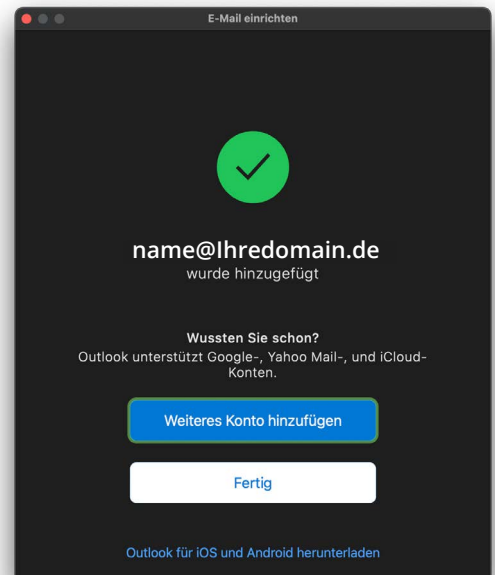 E-Mail einrichten
name@Ihredomain.de
wurde hinzugefügt
Wussten Sie schon?
Outlook unterstützt Google-, Yahoo Mail-, und iCloud-
Konten.
Weiteres Konto hinzufügen
Fertig
Outlook für iOS und Android herunterladen